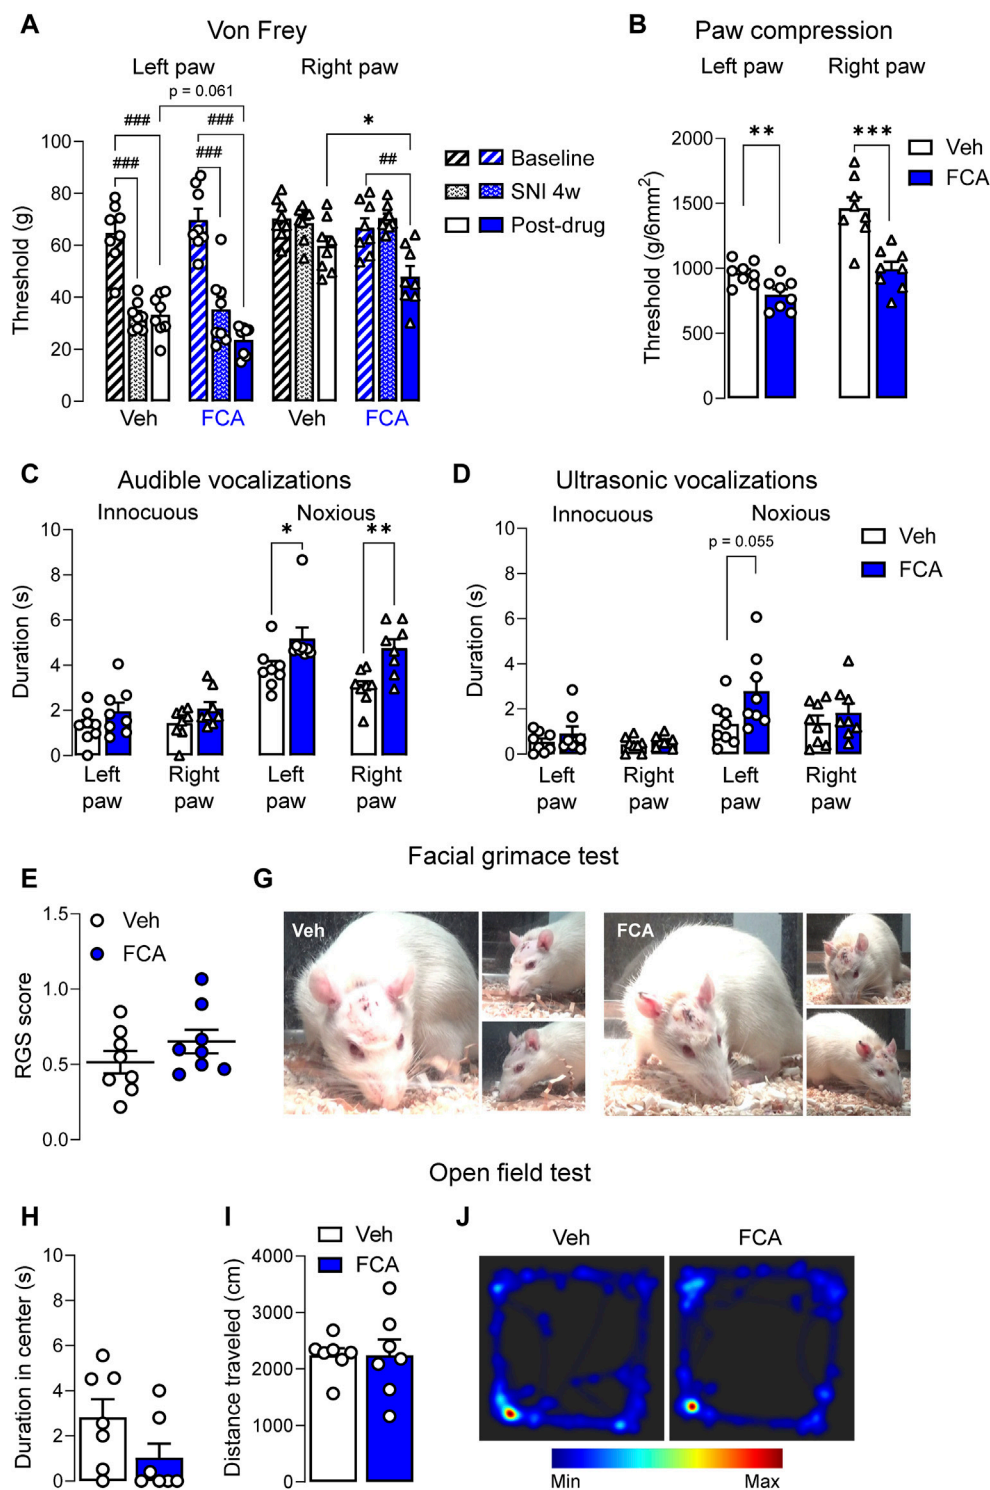 A
Von Frey
Left paw
Right paw
p = 0.061
###
###
###
###
*
##
Threshold (g)
100
80
60
40
20
0
Veh
FCA
Veh
FCA
Baseline
SNI 4w
Post-drug
B
Paw compression
Left paw
Right paw
**
***
Threshold (g/6mm²)
2000
1500
1000
500
0
Veh
FCA
C
Audible vocalizations
Innocuous
Noxious
*
**
Duration (s)
10
8
6
4
2
0
Left paw
Right paw
Left paw
Right paw
D
Ultrasonic vocalizations
Innocuous
Noxious
p = 0.055
Duration (s)
10
8
6
4
2
0
Left paw
Right paw
Left paw
Right paw
Veh
FCA
Facial grimace test
E
RGS score
1.5
1.0
0.5
0.0
Veh
FCA
G
Veh
FCA
Open field test
H
Duration in center (s)
10
8
6
4
2
0
I
Veh
FCA
Distance traveled (cm)
4000
3000
2000
1000
0
J
Veh
FCA
Min
Max